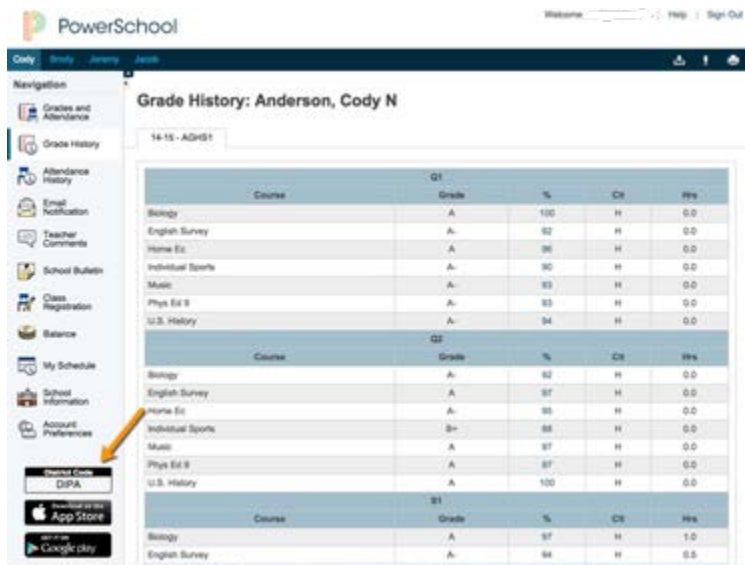 PowerSchool
Welcome, Help | Sign Out
Cody Brody Jeremy Jacob
Navigation
Grades and Attendance
Grade History
Attendance History
Email Notification
Teacher Comments
School Bulletin
Class Registration
Balance
My Schedule
School Information
Account Preferences
District Code
DIPA
Download on the
App Store
GET IT ON
Google play
Grade History: Anderson, Cody N
14-15 - AGHS1
Q1
Course Grade % Cit Hrs
Biology A 100 H 0.0
English Survey A- 92 H 0.0
Home Ec A 96 H 0.0
Individual Sports A- 90 H 0.0
Music A- 93 H 0.0
Phys Ed 9 A- 93 H 0.0
U.S. History A- 94 H 0.0
Q2
Course Grade % Cit Hrs
Biology A- 92 H 0.0
English Survey A 97 H 0.0
Home Ec A- 95 H 0.0
Individual Sports B+ 88 H 0.0
Music A 97 H 0.0
Phys Ed 9 A 97 H 0.0
U.S. History A 100 H 0.0
S1
Course Grade % Cit Hrs
Biology A 97 H 1.0
English Survey A- 94 H 0.5